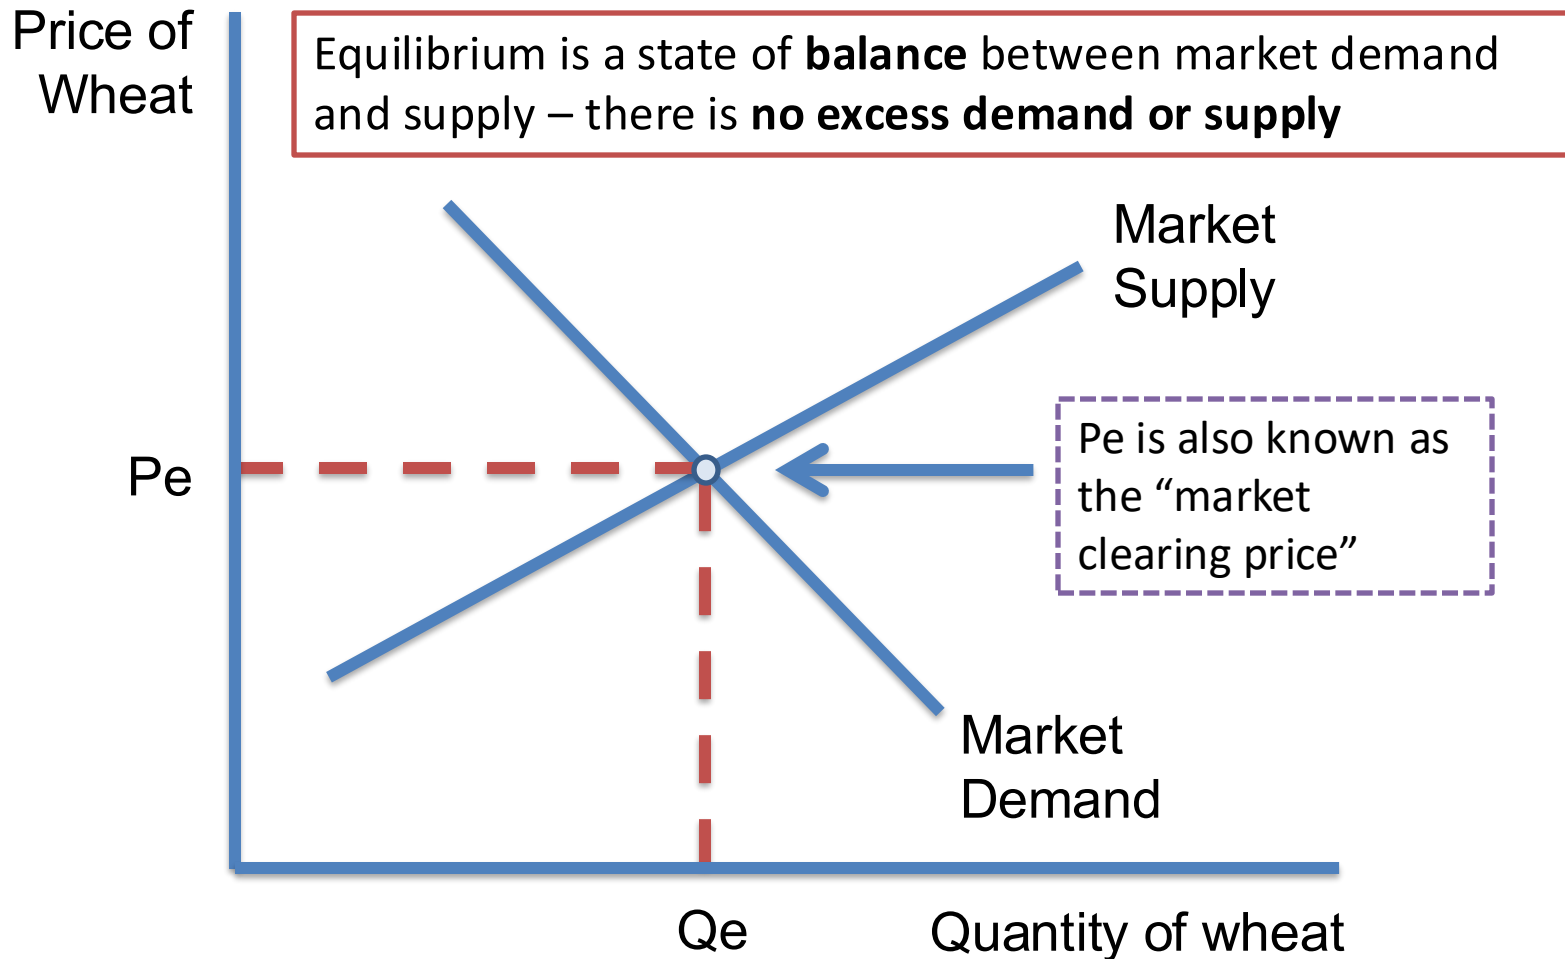 Price of
Wheat
Equilibrium is a state of balance between market demand
and supply – there is no excess demand or supply
Market
Supply
Pe
Pe is also known as
the “market
clearing price”
Market
Demand
Qe
Quantity of wheat